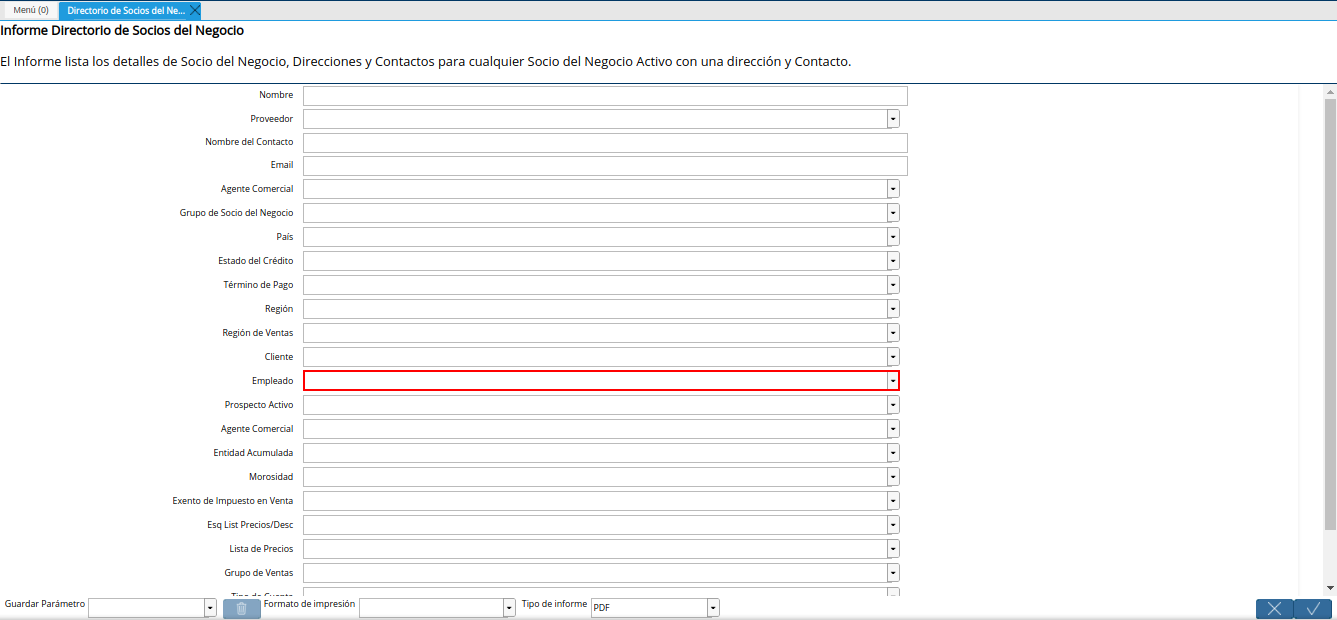 Menú (0) Directorio de Socios del Ne...
Informe Directorio de Socios del Negocio
El Informe lista los detalles de Socio del Negocio, Direcciones y Contactos para cualquier Socio del Negocio Activo con una dirección y Contacto.
Nombre
Proveedor
Nombre del Contacto
Email
Agente Comercial
Grupo de Socio del Negocio
País
Estado del Crédito
Término de Pago
Región
Región de Ventas
Cliente
Empleado
Prospecto Activo
Agente Comercial
Entidad Acumulada
Morosidad
Exento de Impuesto en Venta
Esq List Precios/Desc
Lista de Precios
Grupo de Ventas
Tipo de Cuenta
Guardar Parámetro Formato de impresión Tipo de informe PDF